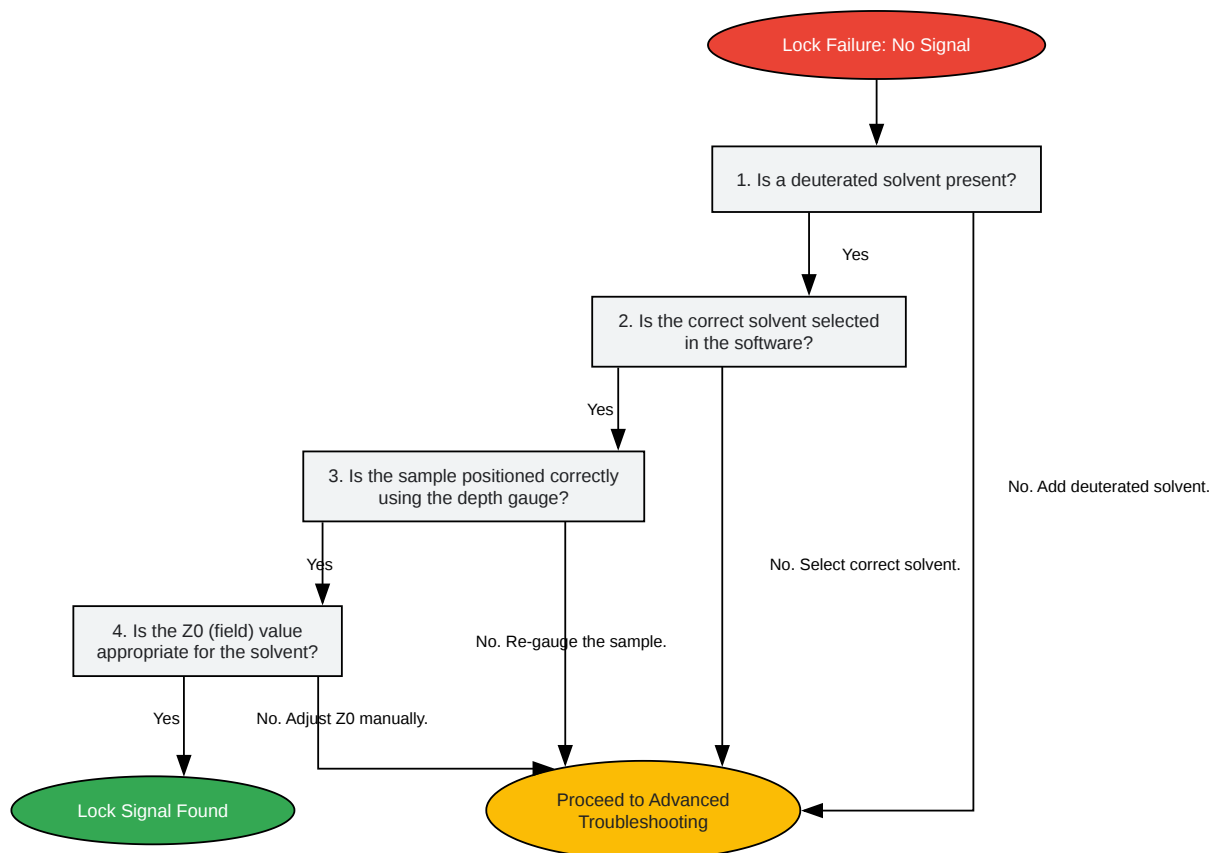 Lock Failure: No Signal
1. Is a deuterated solvent present?
Yes
2. Is the correct solvent selected
in the software?
Yes
3. Is the sample positioned correctly
using the depth gauge?
No. Add deuterated solvent.
Yes
No. Select correct solvent.
4. Is the Z0 (field) value
appropriate for the solvent?
No. Re-gauge the sample.
Yes
No. Adjust Z0 manually.
Lock Signal Found
Proceed to Advanced
Troubleshooting